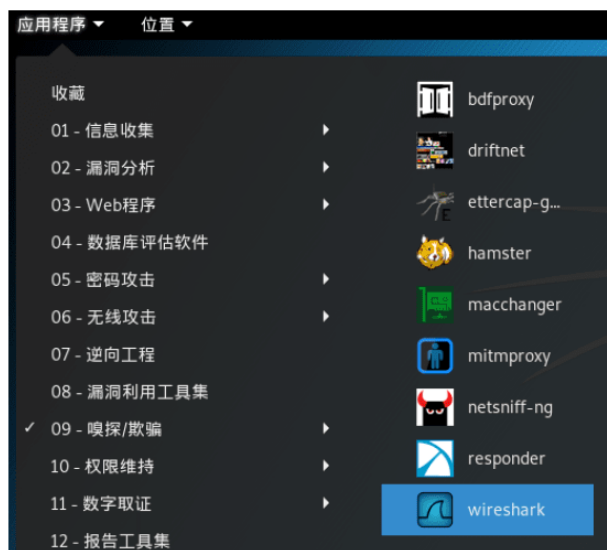 应用程序 位置
收藏
01 - 信息收集
02 - 漏洞分析
03 - Web程序
04 - 数据库评估软件
05 - 密码攻击
06 - 无线攻击
07 - 逆向工程
08 - 漏洞利用工具集
09 - 嗅探/欺骗
10 - 权限维持
11 - 数字取证
12 - 报告工具集
bdfproxy
driftnet
ettercap-g...
hamster
macchanger
mitmproxy
netsniff-ng
responder
wireshark